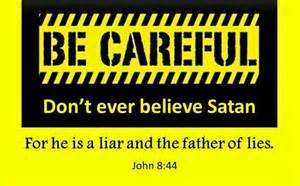 BE CAREFUL
Don't ever believe Satan
For he is a liar and the father of lies.
John 8:44